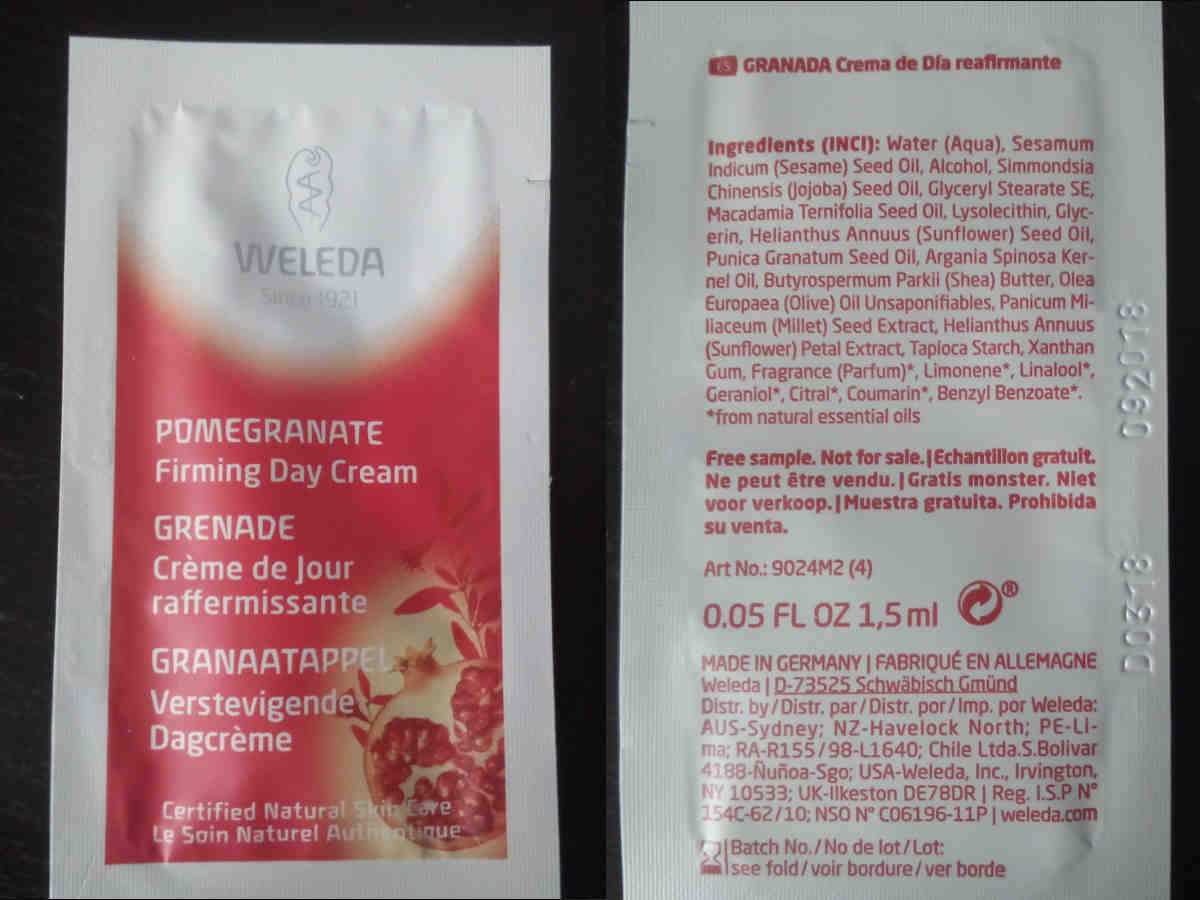 WELEDA
Since 1921
POMEGRANATE
Firming Day Cream
GRENADE
Crème de Jour
raffermissante
GRANAATAPPEL
Verstevigende
Dagcrème
Certified Natural Skin Care
Le Soin Naturel Authentique
ES GRANADA Crema de Día reafirmante
Ingredients (INCI): Water (Aqua), Sesamum
Indicum (Sesame) Seed Oil, Alcohol, Simmondsia
Chinensis (Jojoba) Seed Oil, Glyceryl Stearate SE,
Macadamia Ternifolia Seed Oil, Lysolecithin, Glyc-
erin, Helianthus Annuus (Sunflower) Seed Oil,
Punica Granatum Seed Oil, Argania Spinosa Ker-
nel Oil, Butyrospermum Parkii (Shea) Butter, Olea
Europaea (Olive) Oil Unsaponifiables, Panicum Mi-
liaceum (Millet) Seed Extract, Helianthus Annuus
(Sunflower) Petal Extract, Tapioca Starch, Xanthan
Gum, Fragrance (Parfum)*, Limonene*, Linalool*,
Geraniol*, Citral*, Coumarin*, Benzyl Benzoate*.
*from natural essential oils
Free sample. Not for sale.|Echantillon gratuit.
Ne peut être vendu.|Gratis monster. Niet
voor verkoop.|Muestra gratuita. Prohibida
su venta.
Art No.: 9024M2 (4)
0.05 FL OZ 1,5 ml ®
MADE IN GERMANY | FABRIQUÉ EN ALLEMAGNE
Weleda | D-73525 Schwäbisch Gmünd
Distr. by/Distr. par/Distr. por/Imp. por Weleda:
AUS-Sydney; NZ-Havelock North; PE-Li-
ma; RA-R155/98-L1640; Chile Ltda.S.Bolivar
4188-Ñuñoa-Sgo; USA-Weleda, Inc., Irvington,
NY 10533; UK-Ilkeston DE78DR | Reg. I.S.P N°
154C-62/10; NSO N° C06196-11P | weleda.com
Batch No./No de lot/Lot:
see fold/voir bordure/ver borde
D0318 092018